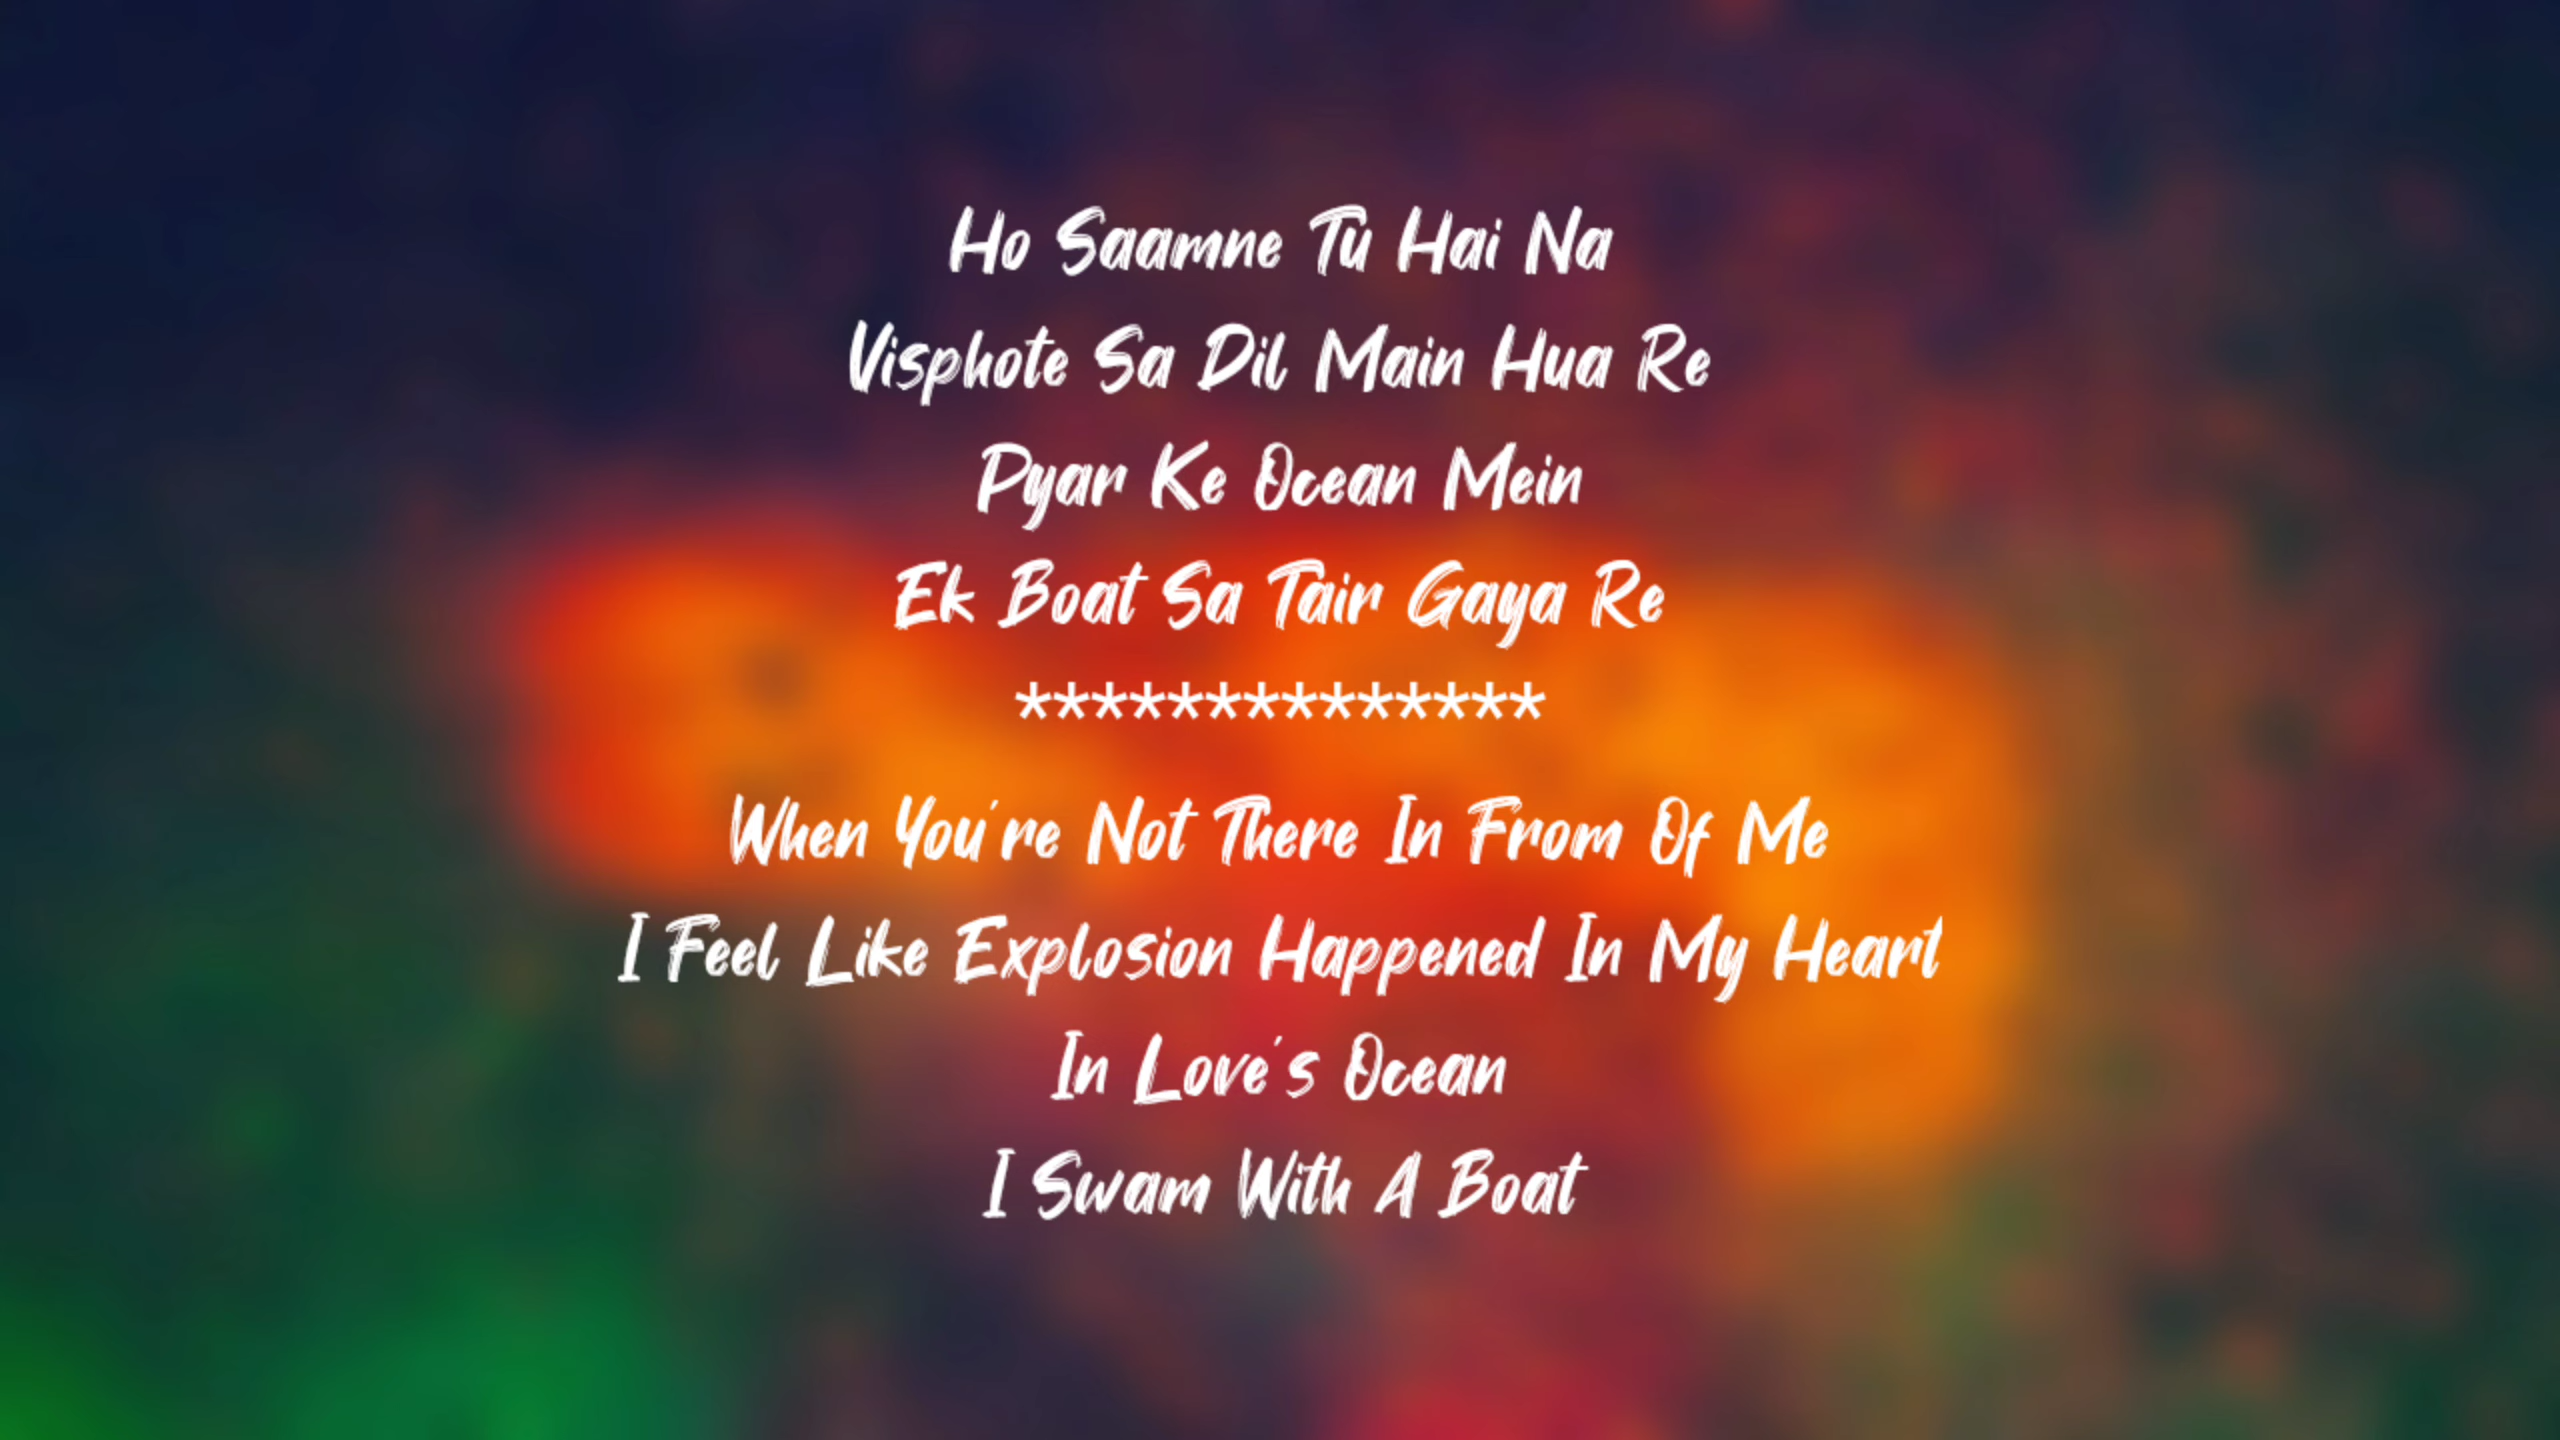 Ho Saamne Tu Hai Na
Visphote Sa Dil Main Hua Re
Pyar Ke Ocean Mein
Ek Boat Sa Tair Gaya Re
**************
When You're Not There In From Of Me
I Feel Like Explosion Happened In My Heart
In Love's Ocean
I Swam With A Boat